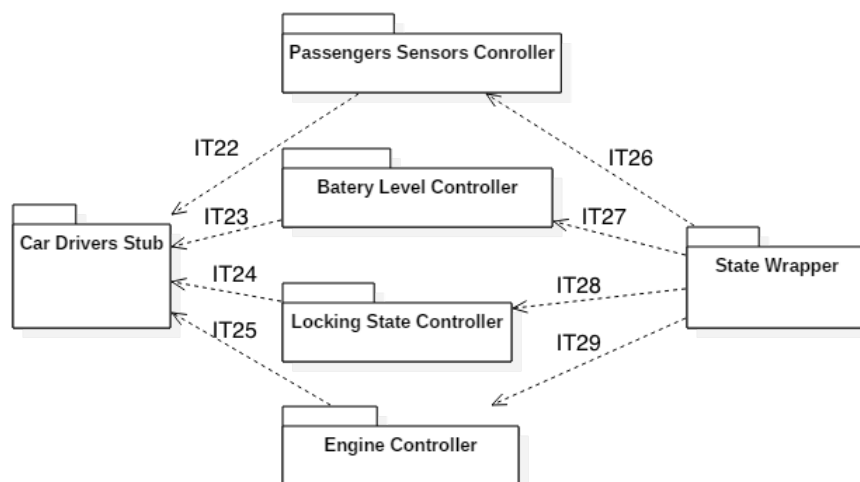 Passengers Sensors Conroller
IT22
IT26
Batery Level Controller
IT23
IT27
Car Drivers Stub
State Wrapper
IT24
IT28
Locking State Controller
IT25
IT29
Engine Controller